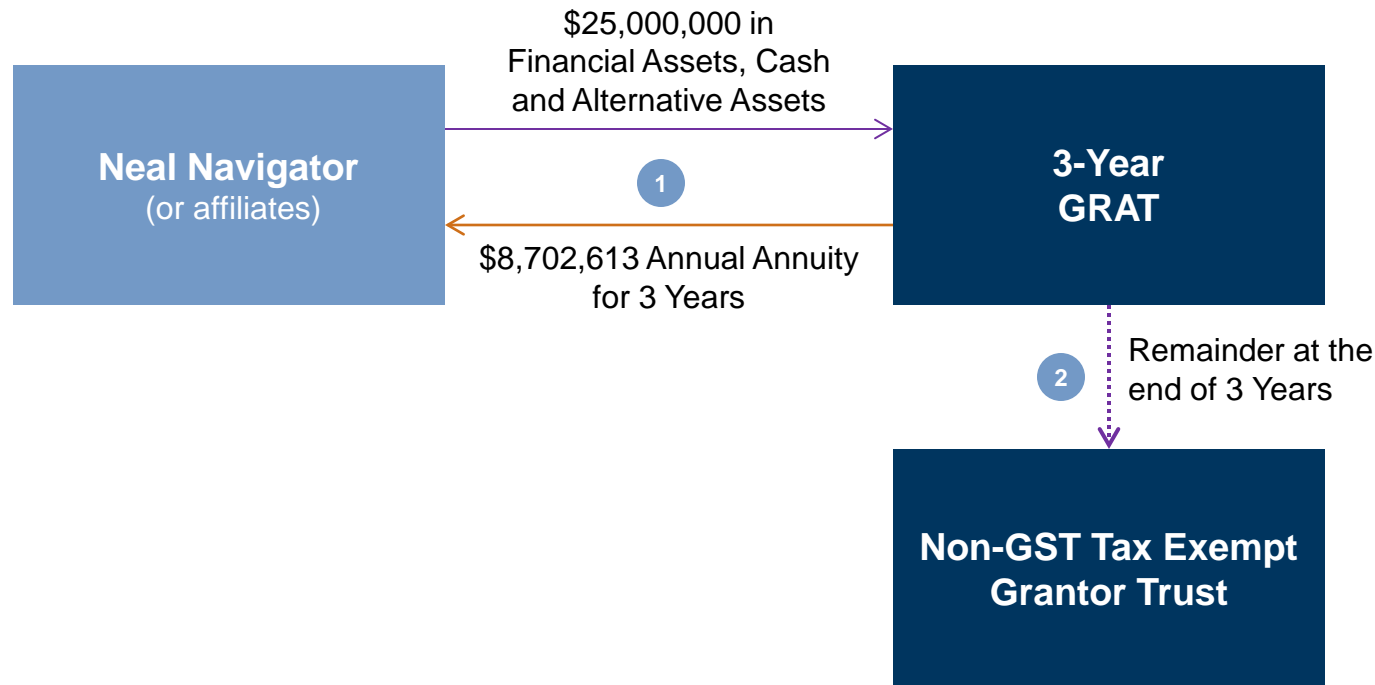 $25,000,000 in
Financial Assets, Cash
and Alternative Assets
Neal Navigator
(or affiliates)
1
3-Year
GRAT
$8,702,613 Annual Annuity
for 3 Years
2
Remainder at the
end of 3 Years
Non-GST Tax Exempt
Grantor Trust